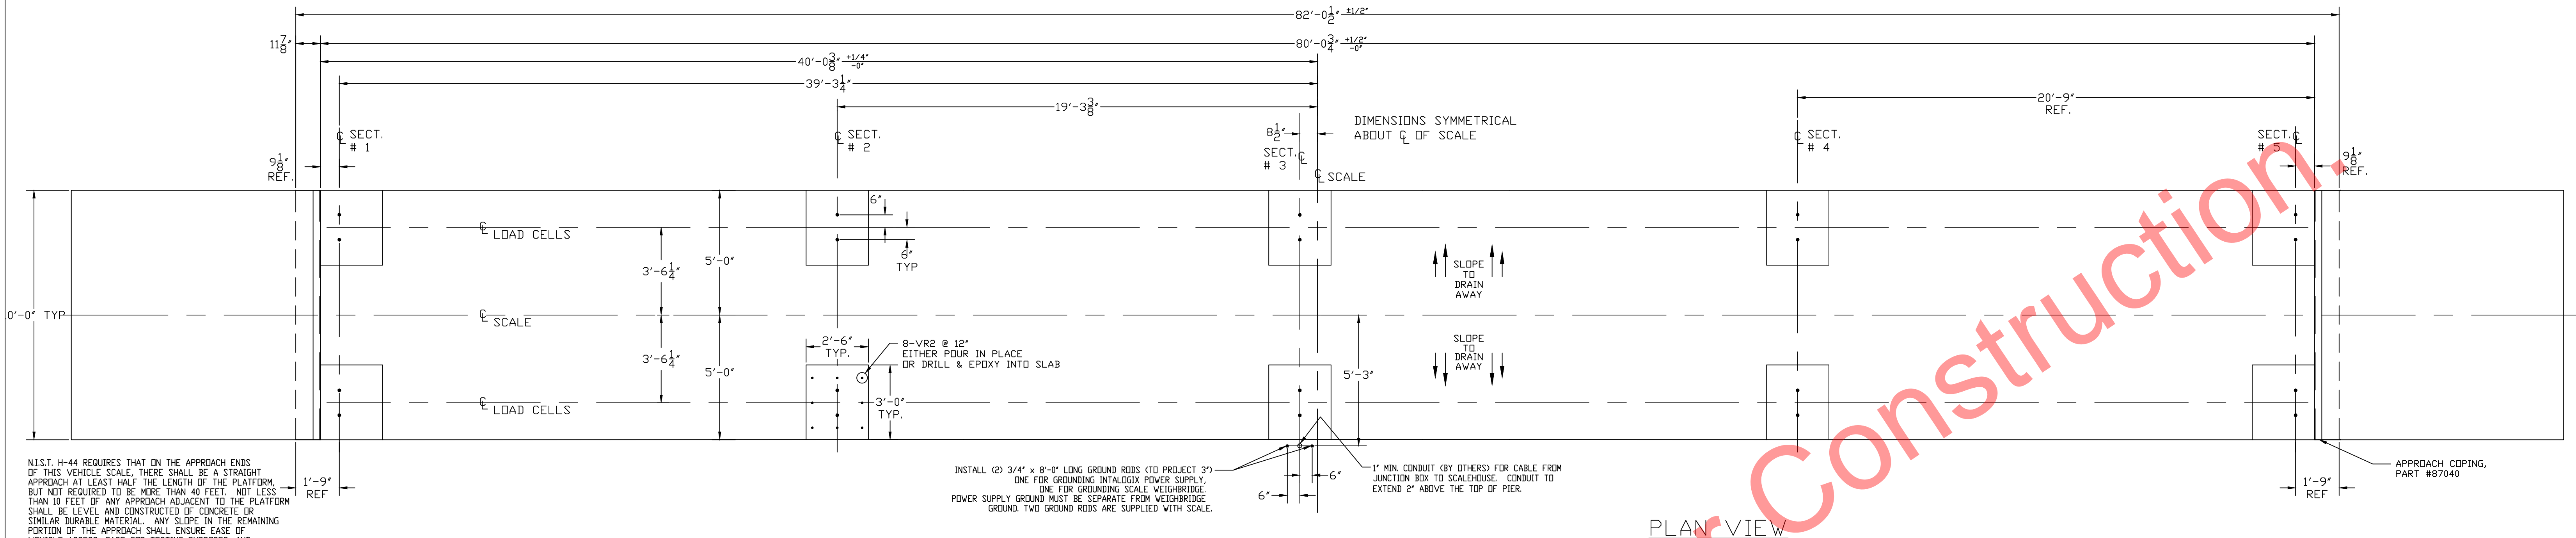 82'-0 1/2" ±1/2"
11 7/8"
80'-0 3/4" +1/2" -0"
40'-0 3/8" +1/4" -0"
39'-3 1/4"
19'-3 3/8"
20'-9"
REF.
DIMENSIONS SYMMETRICAL
ABOUT ℄ OF SCALE
8 1/2"
℄ SECT.
# 1
℄ SECT.
# 2
SECT. ℄
# 3
℄ SCALE
℄ SECT.
# 4
SECT. ℄
# 5
9 1/8"
REF.
9 1/8"
REF.
6"
6"
TYP
℄ LOAD CELLS
3'-6 1/4"
5'-0"
SLOPE
TO
DRAIN
AWAY
0'-0" TYP
℄ SCALE
3'-6 1/4"
5'-0"
2'-6"
TYP.
8-VR2 @ 12"
EITHER POUR IN PLACE
OR DRILL & EPOXY INTO SLAB
3'-0"
TYP.
SLOPE
TO
DRAIN
AWAY
5'-3"
℄ LOAD CELLS
N.I.S.T. H-44 REQUIRES THAT ON THE APPROACH ENDS
OF THIS VEHICLE SCALE, THERE SHALL BE A STRAIGHT
APPROACH AT LEAST HALF THE LENGTH OF THE PLATFORM,
BUT NOT REQUIRED TO BE MORE THAN 40 FEET. NOT LESS
THAN 10 FEET OF ANY APPROACH ADJACENT TO THE PLATFORM
SHALL BE LEVEL AND CONSTRUCTED OF CONCRETE OR
SIMILAR DURABLE MATERIAL. ANY SLOPE IN THE REMAINING
PORTION OF THE APPROACH SHALL ENSURE EASE OF
1'-9"
REF
INSTALL (2) 3/4" x 8'-0" LONG GROUND RODS (TO PROJECT 3")
ONE FOR GROUNDING INTALOGIX POWER SUPPLY,
ONE FOR GROUNDING SCALE WEIGHBRIDGE.
POWER SUPPLY GROUND MUST BE SEPARATE FROM WEIGHBRIDGE
GROUND. TWO GROUND RODS ARE SUPPLIED WITH SCALE.
6"
6"
1" MIN. CONDUIT (BY OTHERS) FOR CABLE FROM
JUNCTION BOX TO SCALEHOUSE. CONDUIT TO
EXTEND 2" ABOVE THE TOP OF PIER.
APPROACH COPING,
PART #87040
1'-9"
REF
PLAN VIEW
r Construction.